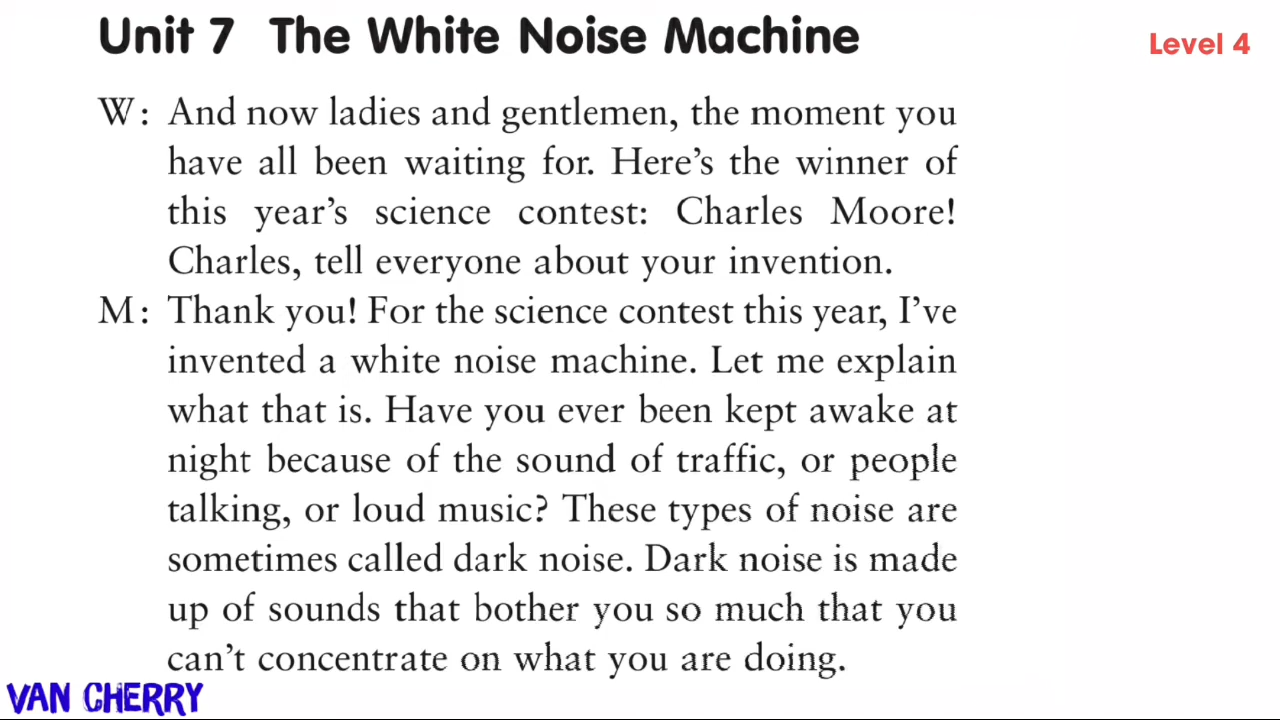 Unit 7 The White Noise Machine
Level 4
W: And now ladies and gentlemen, the moment you
have all been waiting for. Here's the winner of
this year's science contest: Charles Moore!
Charles, tell everyone about your invention.
M: Thank you! For the science contest this year, I've
invented a white noise machine. Let me explain
what that is. Have you ever been kept awake at
night because of the sound of traffic, or people
talking, or loud music? These types of noise are
sometimes called dark noise. Dark noise is made
up of sounds that bother you so much that you
can't concentrate on what you are doing.
VAN CHERRY